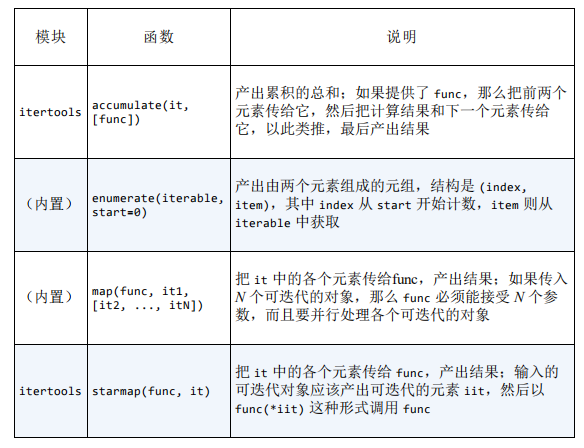 模块 函数 说明
itertools accumulate(it, [func]) 产出累积的总和；如果提供了 func，那么把前两个
元素传给它，然后把计算结果和下一个元素传给
它，以此类推，最后产出结果
（内置） enumerate(iterable, start=0) 产出由两个元素组成的元组，结构是 (index,
item)，其中 index 从 start 开始计数，item 则从
iterable 中获取
（内置） map(func, it1, [it2, ..., itN]) 把 it 中的各个元素传给func，产出结果；如果传入
N 个可迭代的对象，那么 func 必须能接受 N 个参
数，而且要并行处理各个可迭代的对象
itertools starmap(func, it) 把 it 中的各个元素传给 func，产出结果；输入的
可迭代对象应该产出可迭代的元素 iit，然后以
func(*iit) 这种形式调用 func